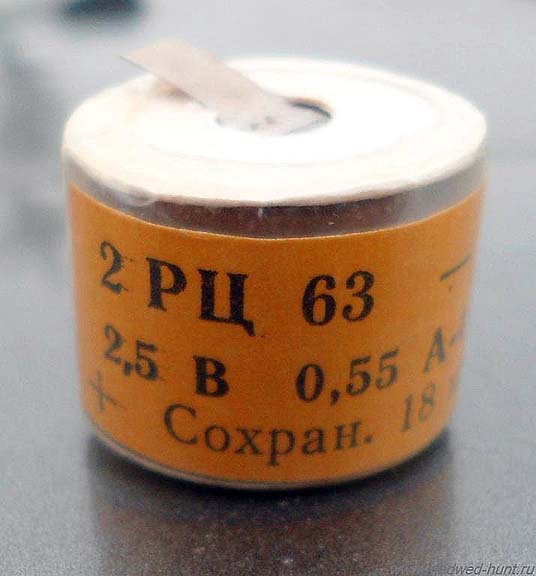 2 РЦ 63 —
2,5 В 0,55 А-
+ Сохран. 18